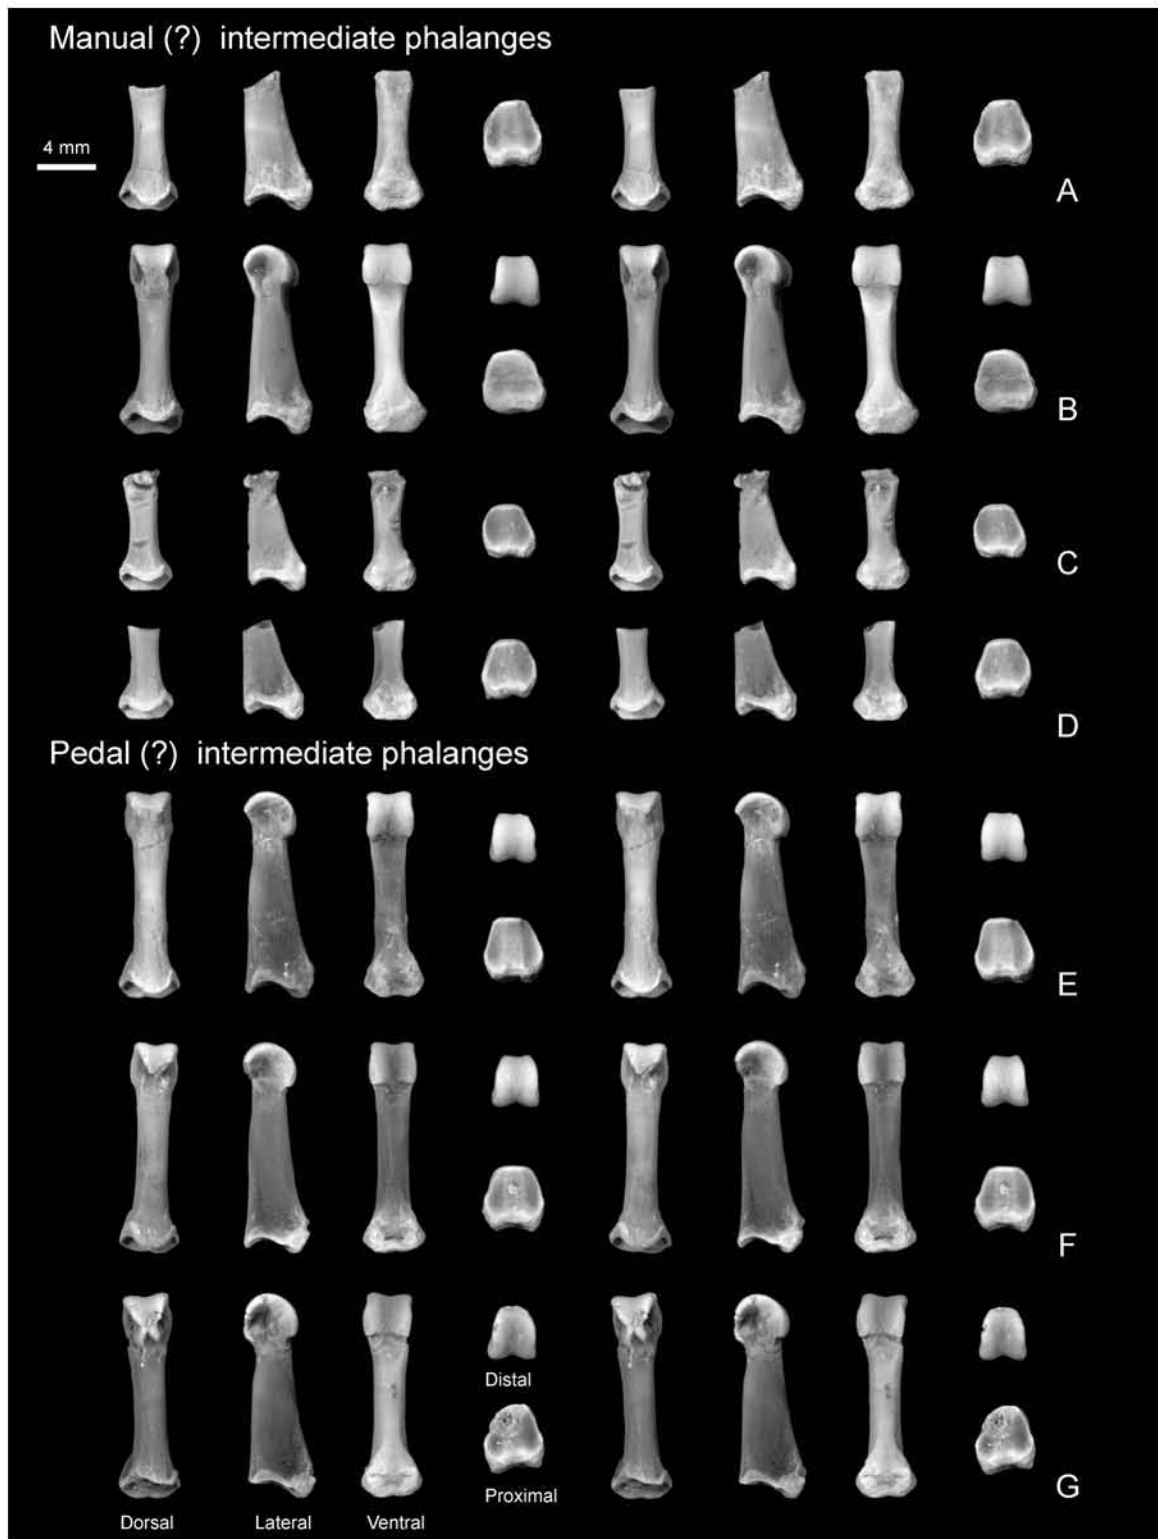 Manual (?) intermediate phalanges
4 mm
A
B
C
D
Pedal (?) intermediate phalanges
E
F
Distal
Proximal
G
Dorsal Lateral Ventral